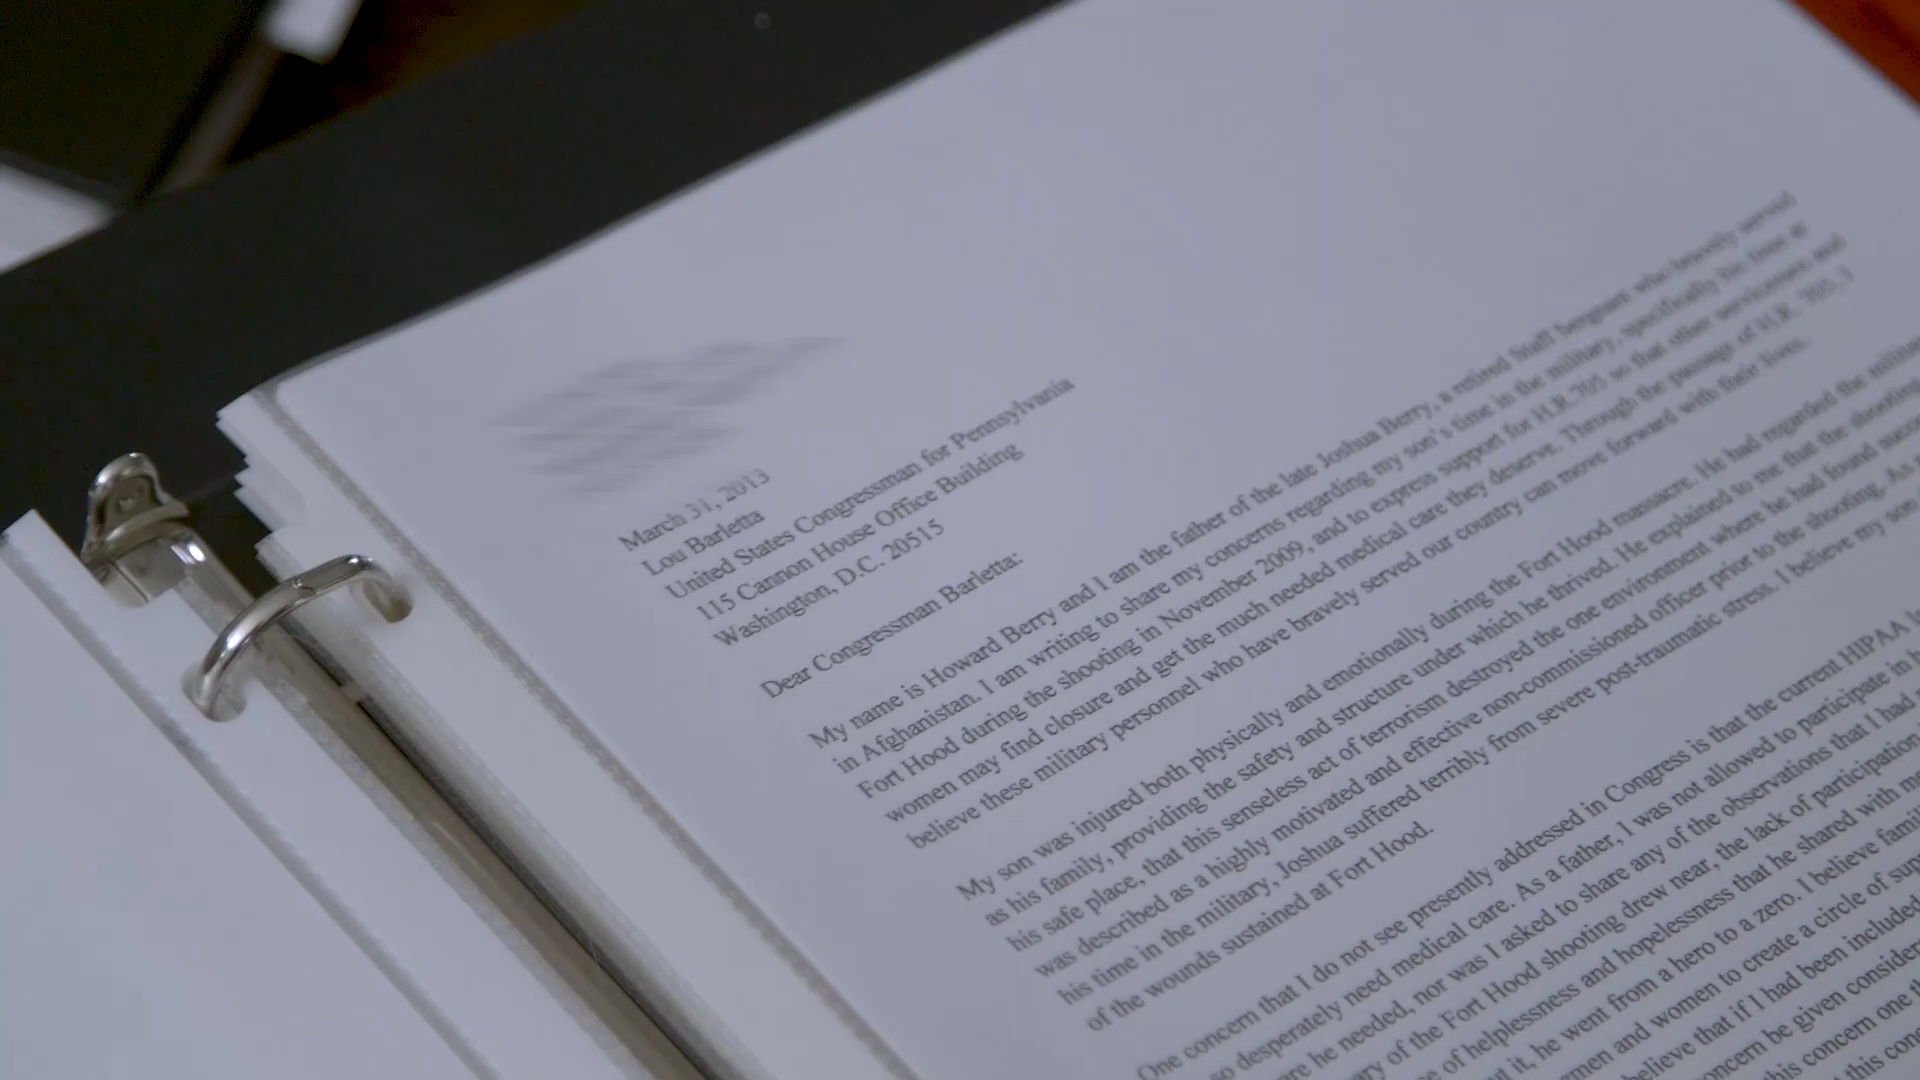 March 31, 2013
Lou Barletta
United States Congressman for Pennsylvania
115 Cannon House Office Building
Washington, D.C. 20515
Dear Congressman Barletta:
My name is Howard Berry and I am the father of the late Joshua Berry, a retired Staff Sergeant who bravely served
in Afghanistan. I am writing to share my concerns regarding my son's time in the military, specifically his time at
Fort Hood during the shooting in November 2009, and to express support for H.R.705 so that other servicemen and
women may find closure and get the much needed medical care they deserve. Through the passage of H.R. 705, I
believe these military personnel who have bravely served our country can move forward with their lives.
My son was injured both physically and emotionally during the Fort Hood massacre. He had regarded the
as his family, providing the safety and structure under which he thrived. He explained to me that the shooting
his safe place, that this senseless act of terrorism destroyed the one environment where he had found
was described as a highly motivated and effective non-commissioned officer prior to the shooting. As
his time in the military, Joshua suffered terribly from severe post-traumatic stress. I believe my son
of the wounds sustained at Fort Hood.
One concern that I do not see presently addressed in Congress is that the current HIPAA
so desperately need medical care. As a father, I was not allowed to participate in
he needed, nor was I asked to share any of the observations that I had
of the Fort Hood shooting drew near, the lack of participation
of helplessness and hopelessness that he shared with
it, he went from a hero to a zero. I believe
and women to create a circle of
that if I had been included
concern be given
this concern one
this